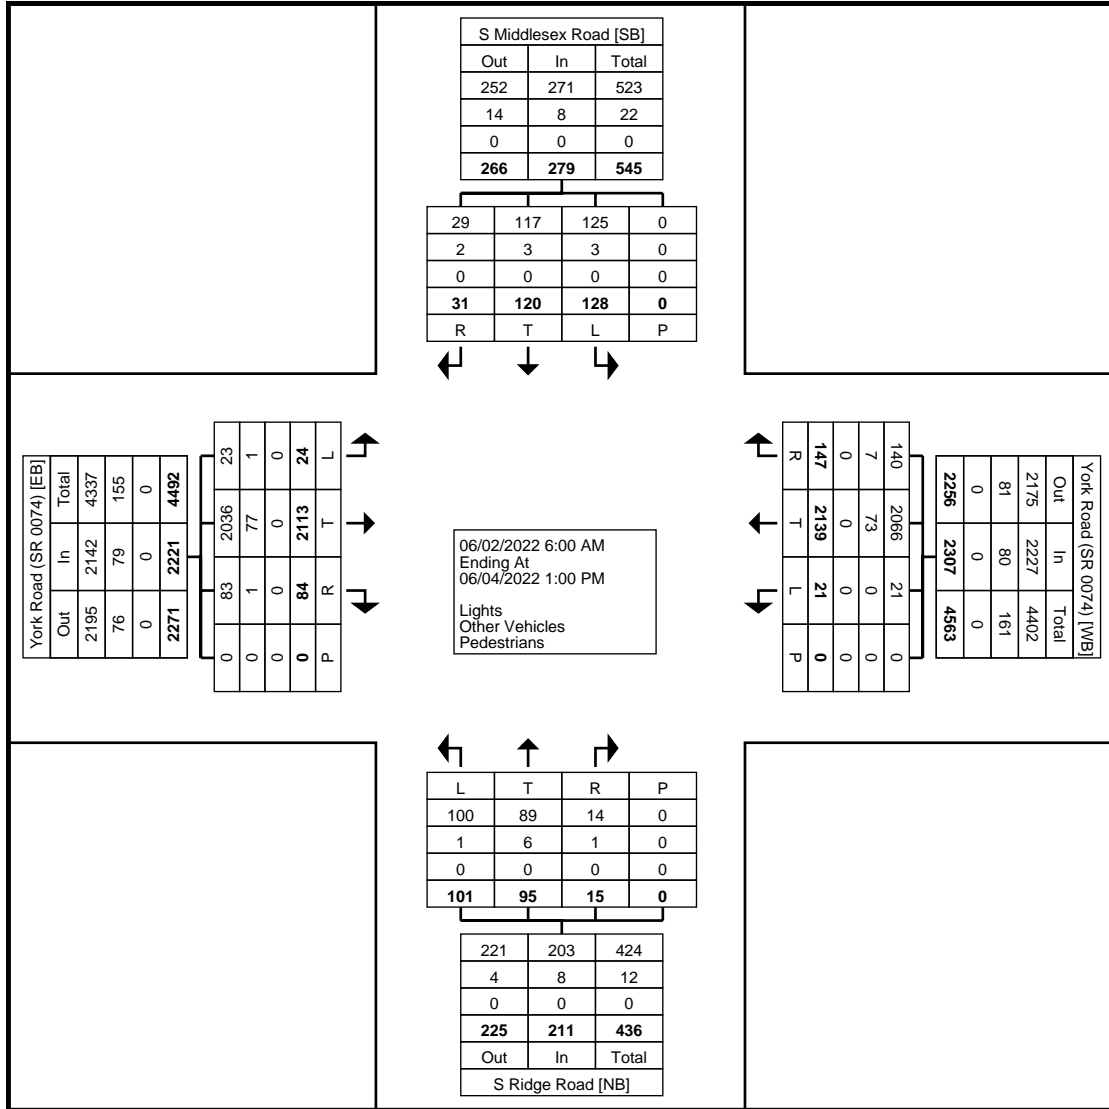 S Middlesex Road [SB]
Out In Total
252 271 523
14 8 22
0 0 0
266 279 545
29 117 125 0
2 3 3 0
0 0 0 0
31 120 128 0
R T L P
York Road (SR 0074) [EB]
Total In Out
4337 2142 2195
155 79 76
0 0 0
4492 2221 2271
23 2036 83 0
1 77 1 0
0 0 0 0
24 2113 84 0
L T R P
06/02/2022 6:00 AM
Ending At
06/04/2022 1:00 PM
Lights
Other Vehicles
Pedestrians
York Road (SR 0074) [WB]
Out In Total
2175 2227 4402
81 80 161
0 0 0
2256 2307 4563
140 2066 21 0
7 73 0 0
0 0 0 0
147 2139 21 0
R T L P
L T R P
100 89 14 0
1 6 1 0
0 0 0 0
101 95 15 0
221 203 424
4 8 12
0 0 0
225 211 436
Out In Total
S Ridge Road [NB]